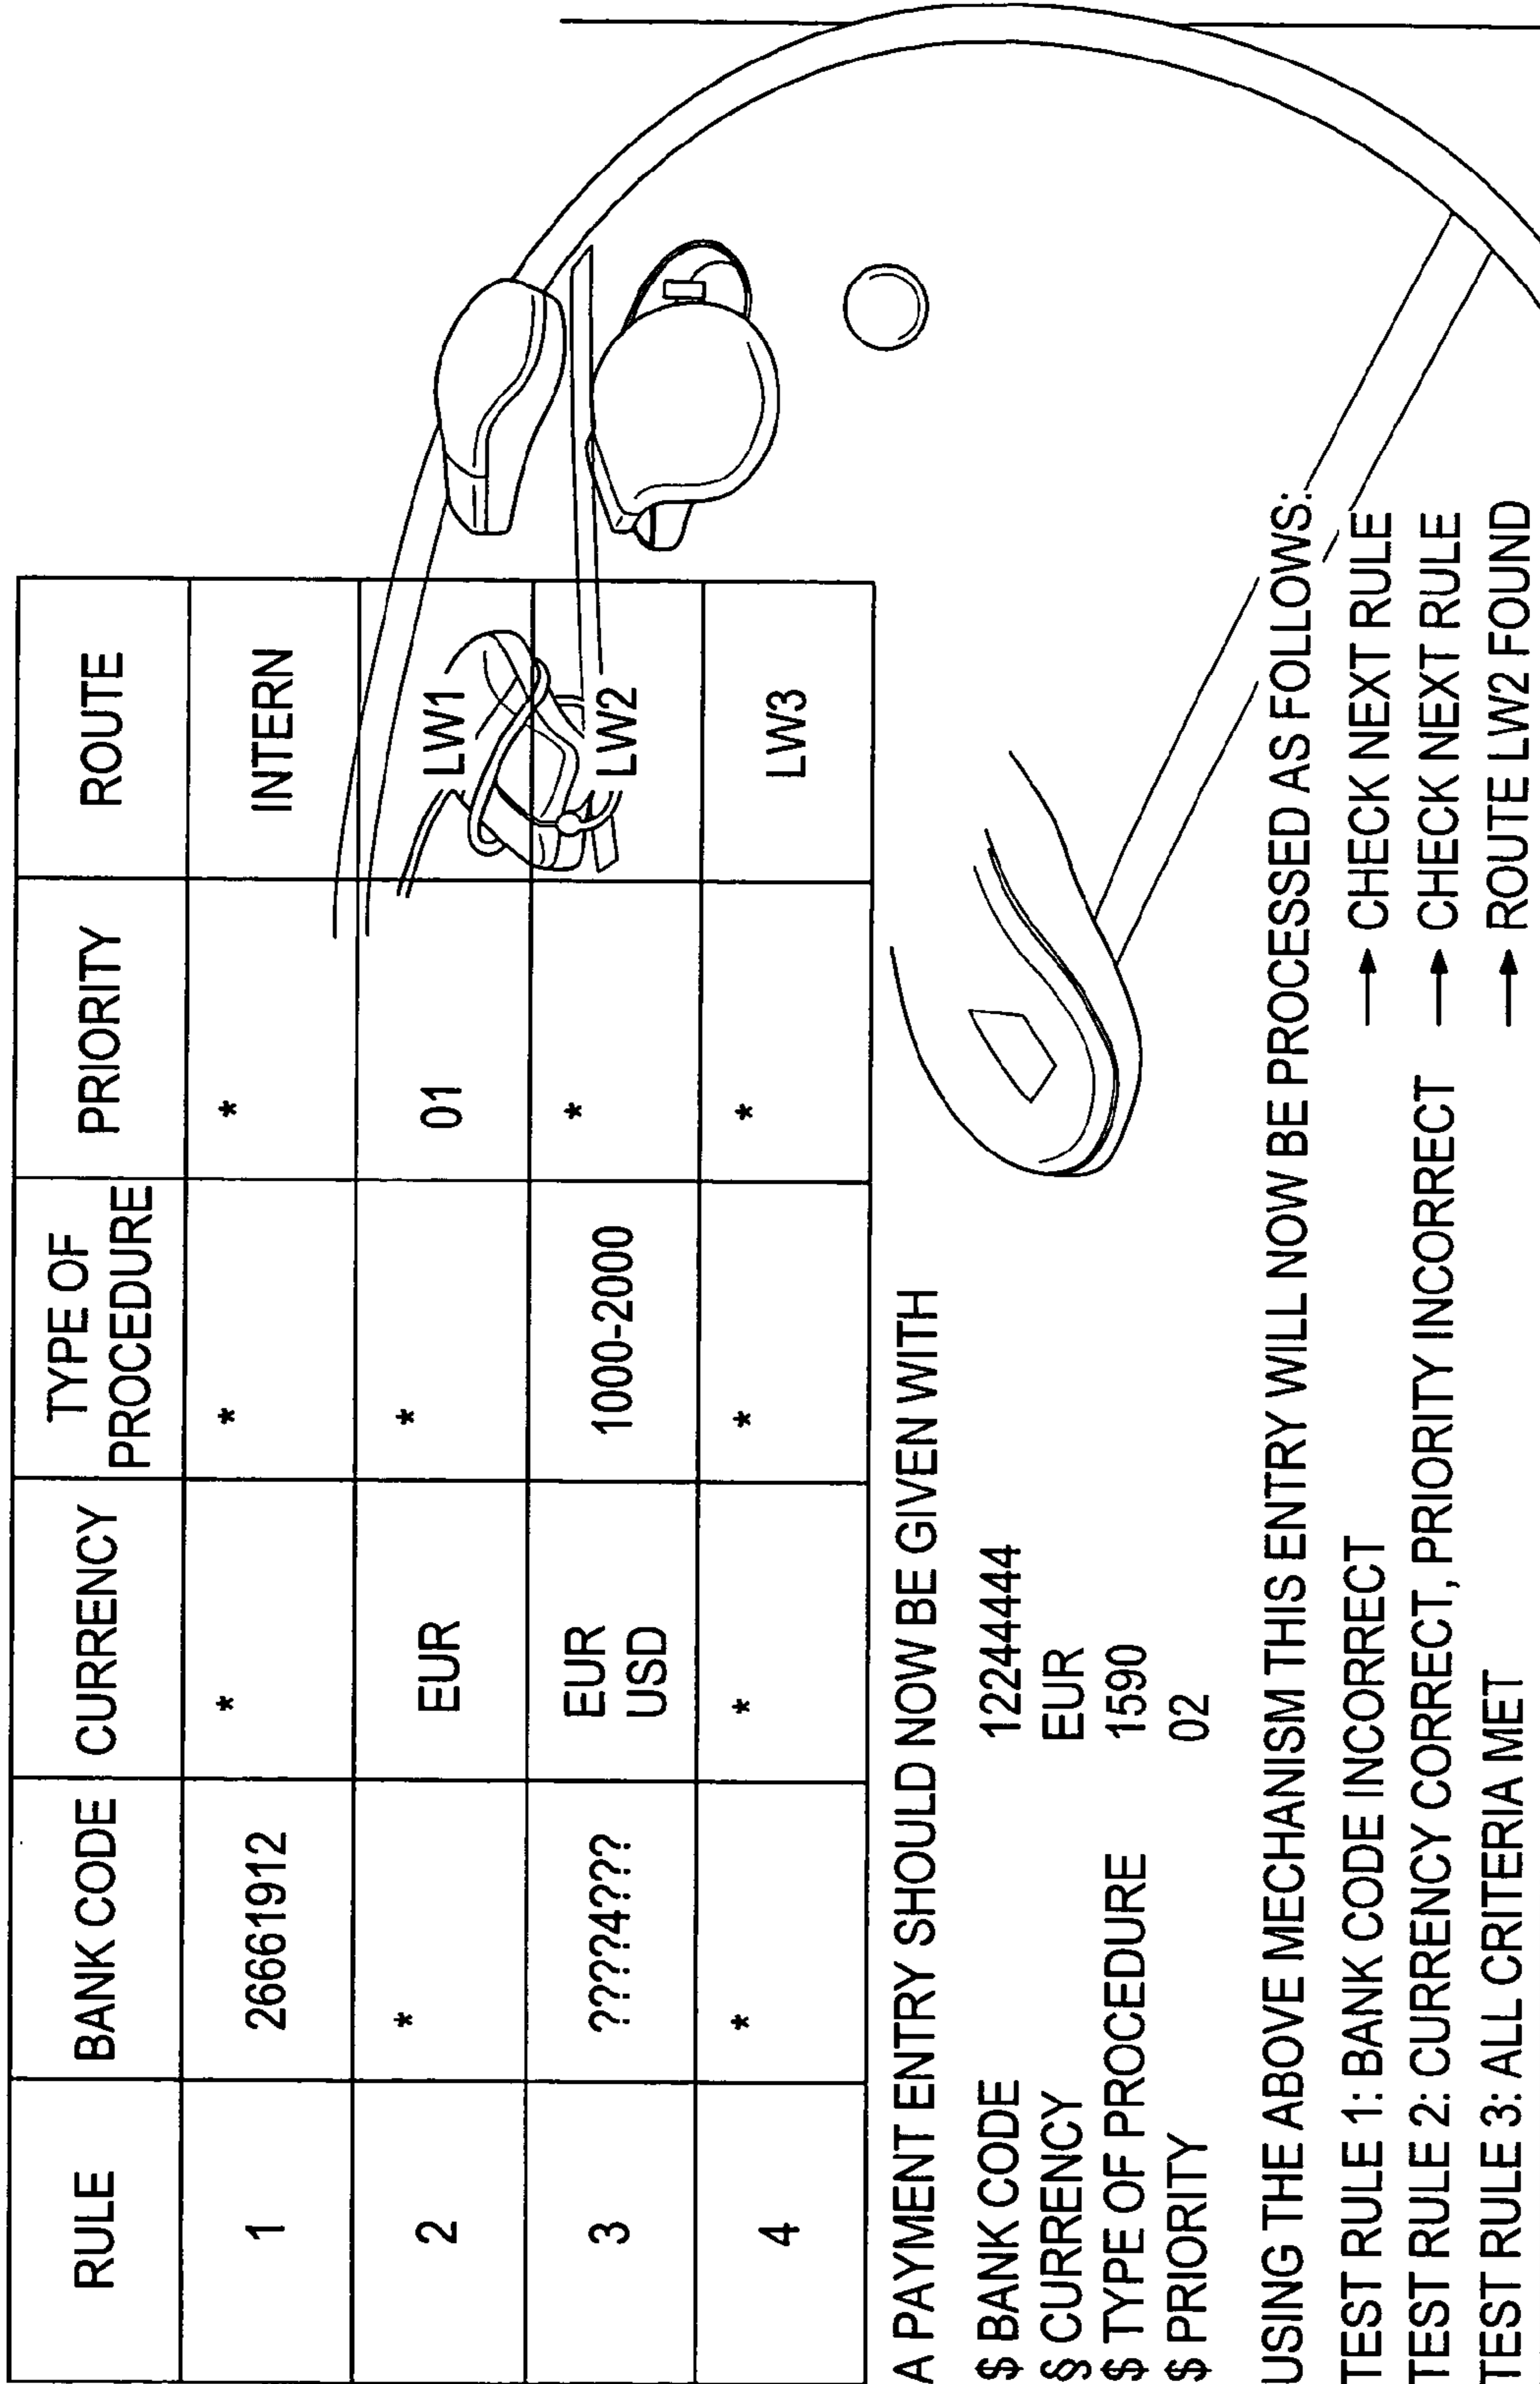 RULE BANK CODE CURRENCY TYPE OF PROCEDURE PRIORITY ROUTE
1 26661912 * * * INTERN
2 * EUR * 01 LW1
3 ????4??? EUR USD 1000-2000 * LW2
4 * * * * LW3
A PAYMENT ENTRY SHOULD NOW BE GIVEN WITH
$ BANK CODE 12244444
§ CURRENCY EUR
$ TYPE OF PROCEDURE 1590
$ PRIORITY 02
USING THE ABOVE MECHANISM THIS ENTRY WILL NOW BE PROCESSED AS FOLLOWS:
TEST RULE 1: BANK CODE INCORRECT → CHECK NEXT RULE
TEST RULE 2: CURRENCY CORRECT, PRIORITY INCORRECT → CHECK NEXT RULE
TEST RULE 3: ALL CRITERIA MET → ROUTE LW2 FOUND